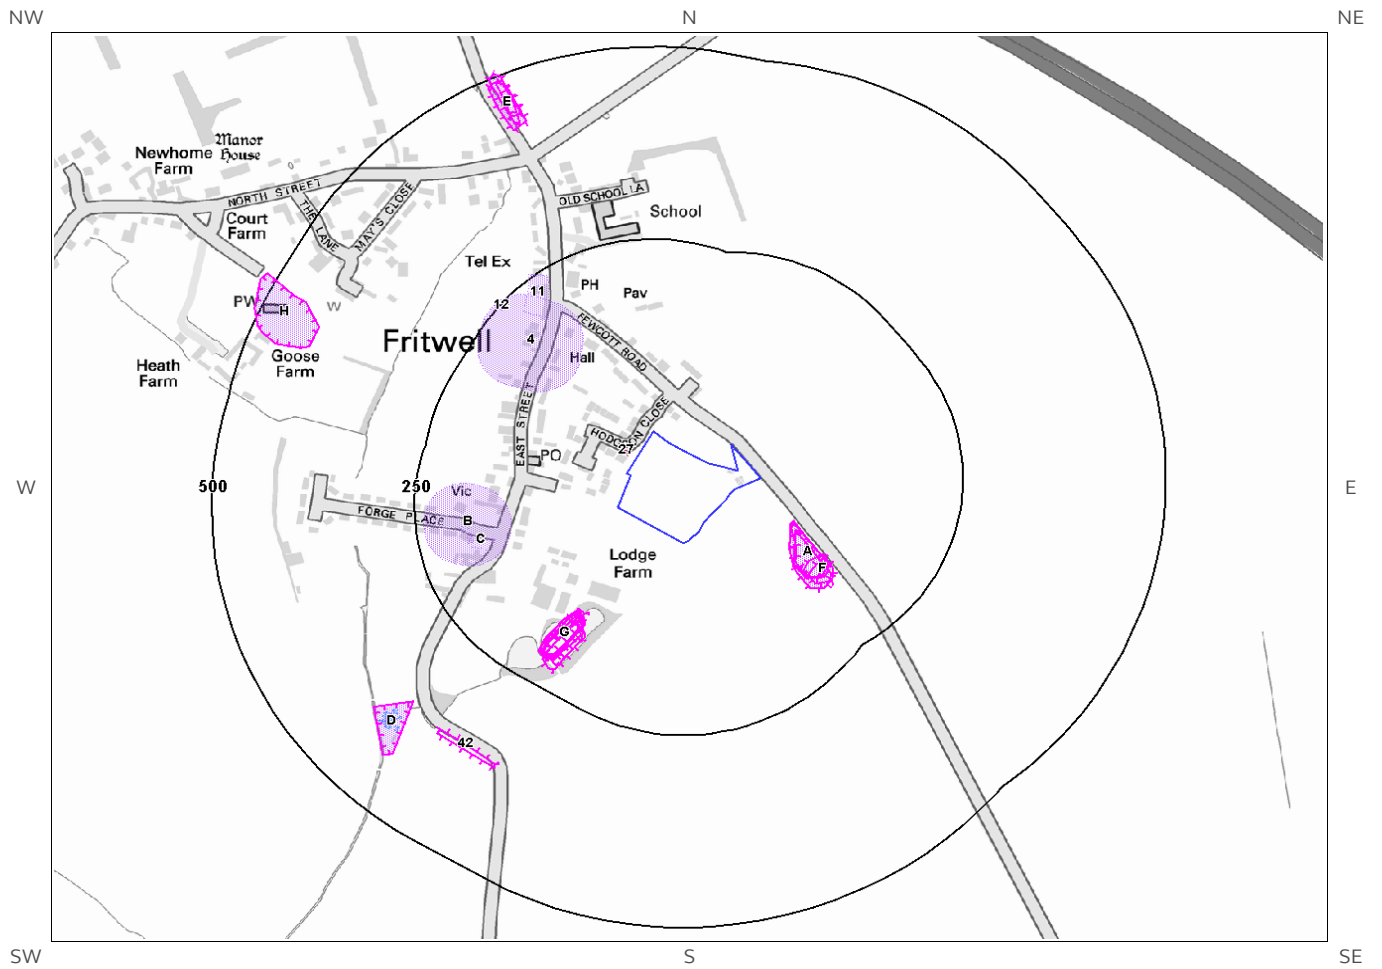 NW
N
NE
E
Manor
House
Newhome
Farm
NORTH STREET
THE LANE
MAY'S CLOSE
OLD SCHOOL LA
School
Court
Farm
Tel Ex
PH
Pav
11
12
PW
H
W
4
Fritwell
Hall
FEWCOTT ROAD
Goose
Farm
Heath
Farm
EAST STREET
HODGSON CLOSE
27
PO
W
500
250
Vic
E
FORGE PLACE
B
C
Lodge
Farm
A
F
G
D
42
SW
S
SE